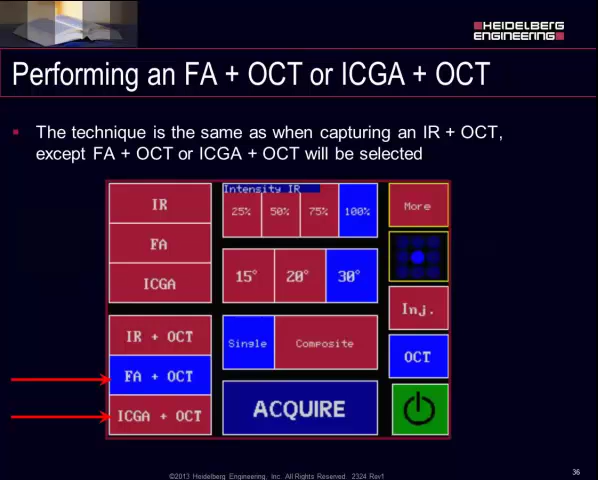 HEIDELBERG
ENGINEERING
Performing an FA + OCT or ICGA + OCT
The technique is the same as when capturing an IR + OCT,
except FA + OCT or ICGA + OCT will be selected
IR
FA
ICGA
IR + OCT
FA + OCT
ICGA + OCT
Intensity IR
25% 50% 75% 100%
15° 20° 30°
Single Composite
ACQUIRE
More
Inj.
OCT
©2013 Heidelberg Engineering, Inc. All Rights Reserved. 2324 Rev1
36